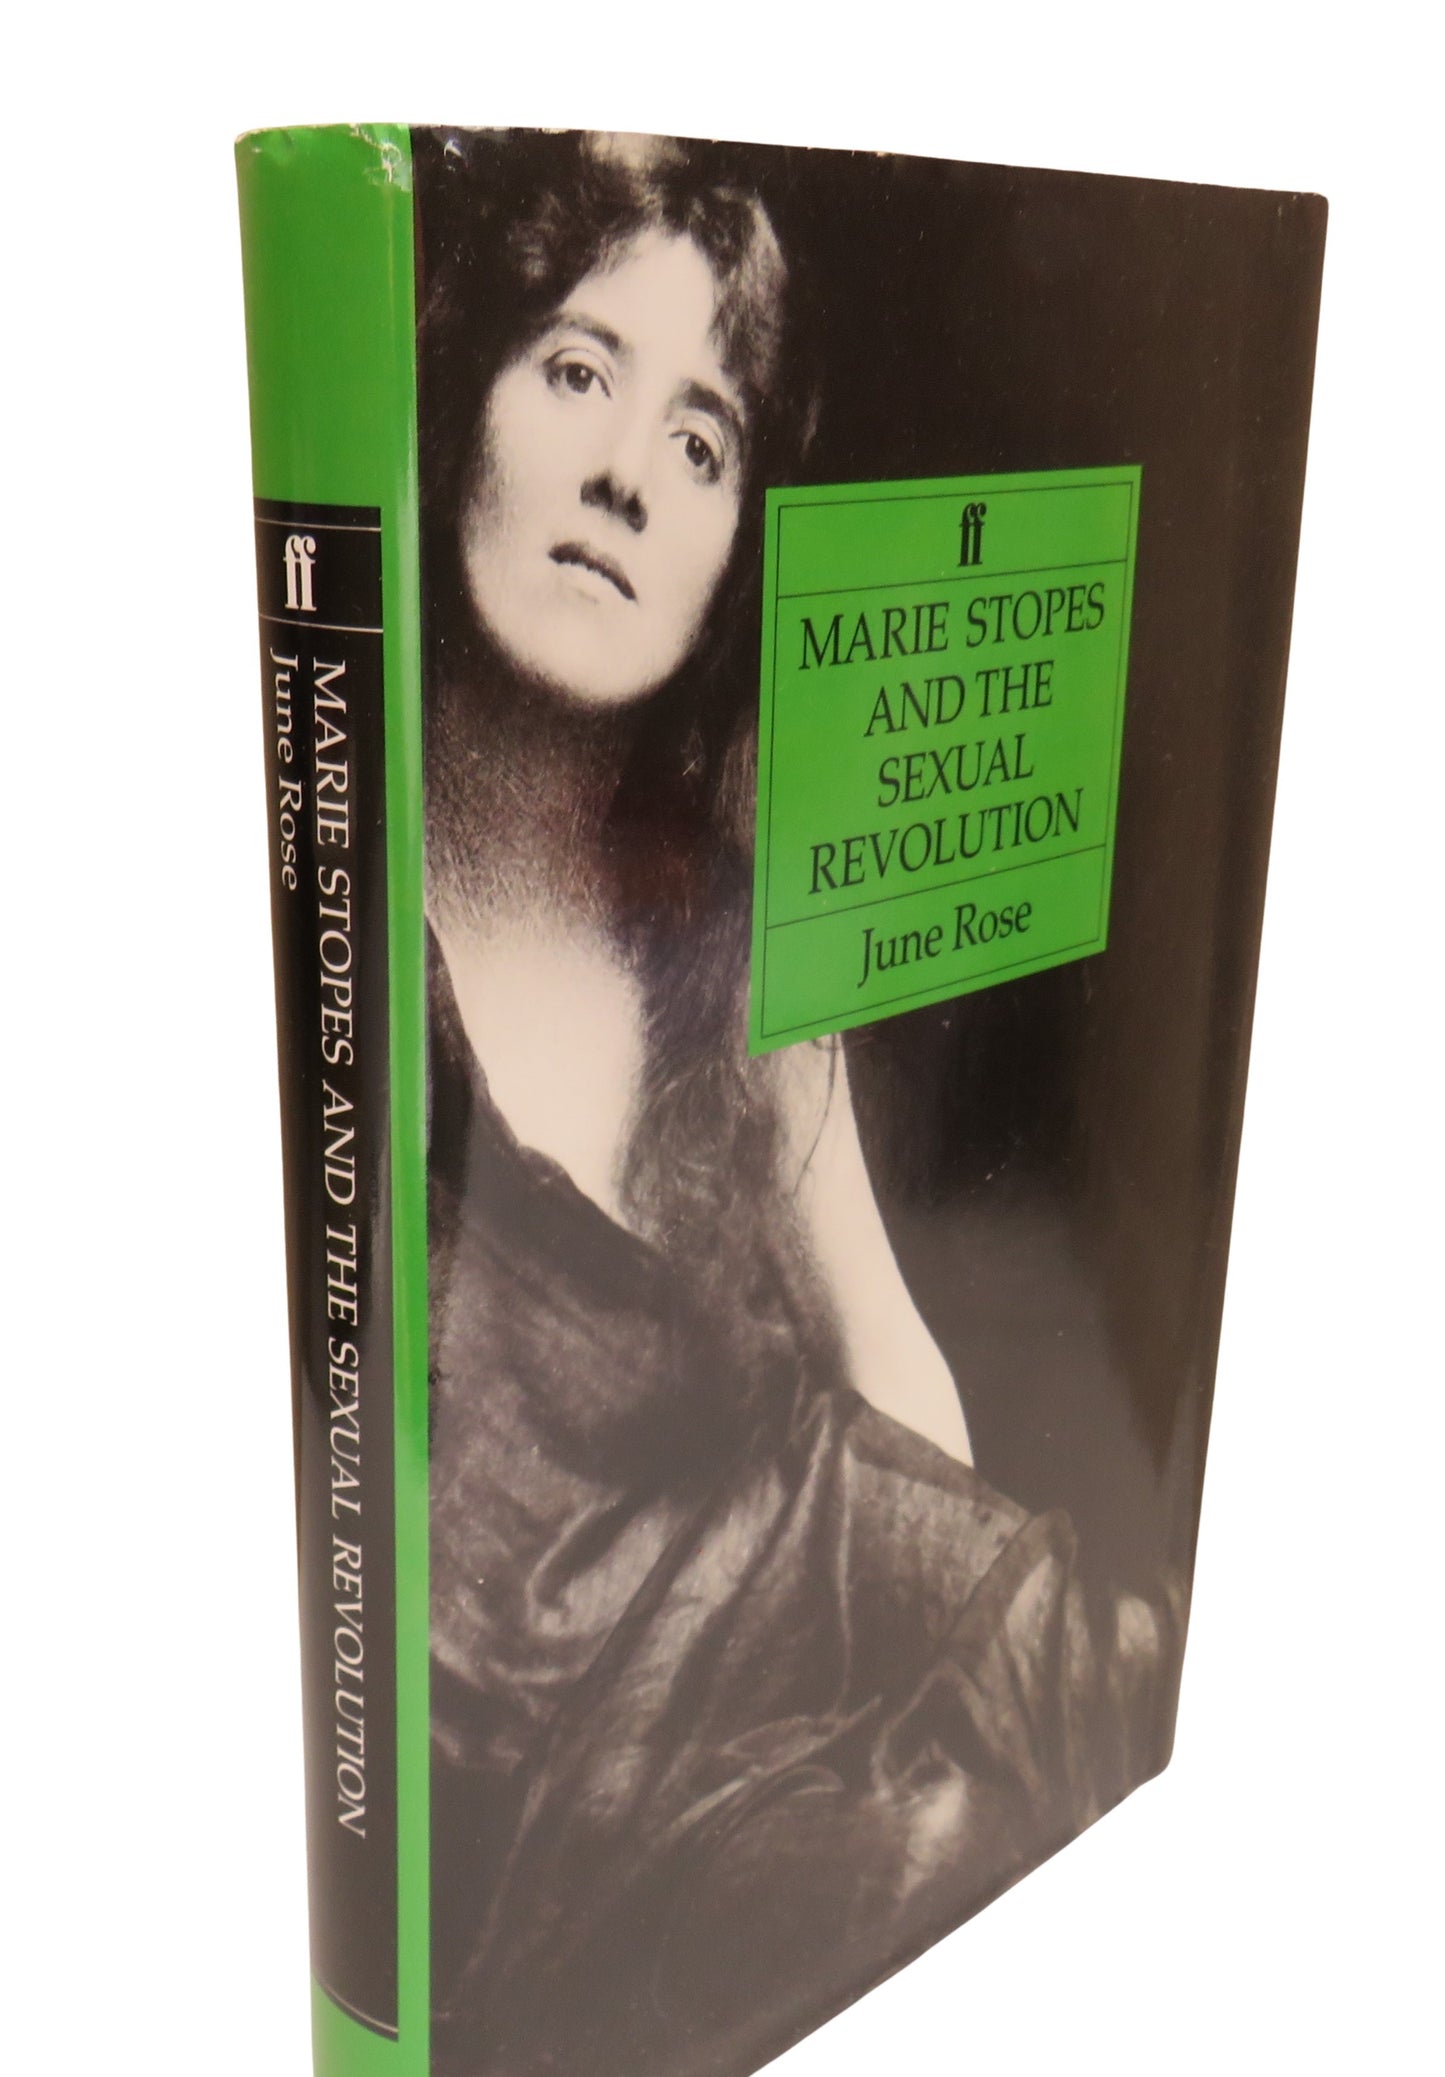 ff
MARIE STOPES AND THE SEXUAL REVOLUTION
June Rose
ff
MARIE STOPES
AND THE
SEXUAL
REVOLUTION
June Rose